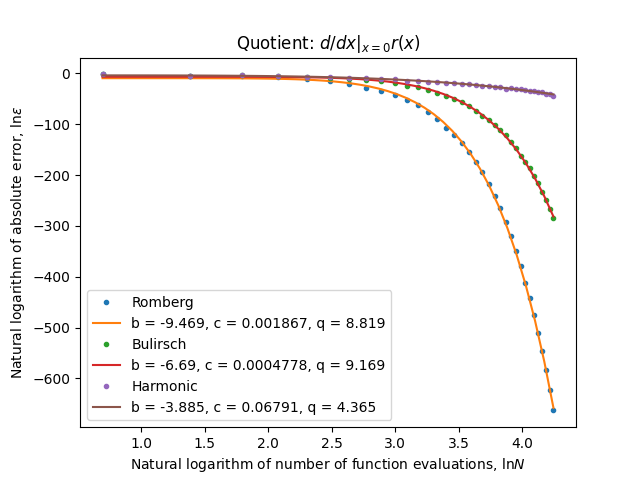 Quotient: d/dx|ₓ₌₀r(x)
Natural logarithm of absolute error, lnε
0
−100
−200
−300
−400
−500
−600
Romberg
b = -9.469, c = 0.001867, q = 8.819
Bulirsch
b = -6.69, c = 0.0004778, q = 9.169
Harmonic
b = -3.885, c = 0.06791, q = 4.365
1.0 1.5 2.0 2.5 3.0 3.5 4.0
Natural logarithm of number of function evaluations, lnN